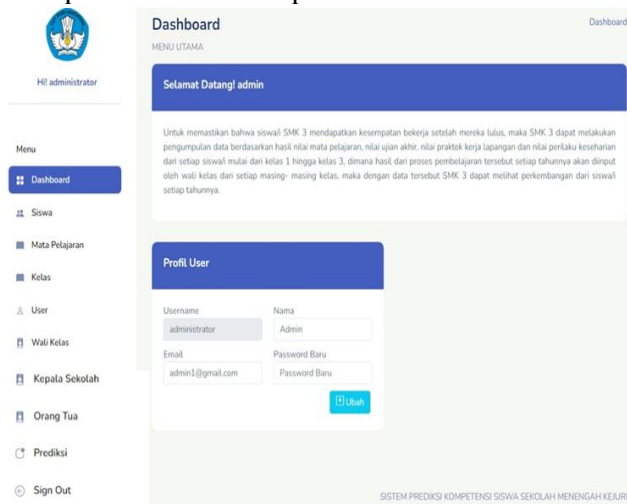 Dashboard
Dashboard
MENU UTAMA
Hi! administrator
Selamat Datang! admin
Untuk memastikan bahwa siswa/i SMK 3 mendapatkan kesempatan bekerja setelah mereka lulus, maka SMK 3 dapat melakukan
pengumpulan data berdasarkan hasil nilai mata pelajaran, nilai ujian akhir, nilai praktek kerja lapangan dan nilai perilaku keseharian
dari setiap siswa/i mulai dari kelas 1 hingga kelas 3, dimana hasil dari proses pembelajaran tersebut setiap tahunnya akan diinput
oleh wali kelas dari setiap masing- masing kelas, maka dengan data tersebut SMK 3 dapat melihat perkembangan dari siswa/i
setiap tahunnya.
Menu
Dashboard
Siswa
Mata Pelajaran
Kelas
User
Wali Kelas
Kepala Sekolah
Orang Tua
Prediksi
Sign Out
Profil User
Username
Nama
administrator
Admin
Email
Password Baru
admin1@gmail.com
Password Baru
Ubah
SISTEM PREDIKSI KOMPETENSI SISWA SEKOLAH MENENGAH KEJUR